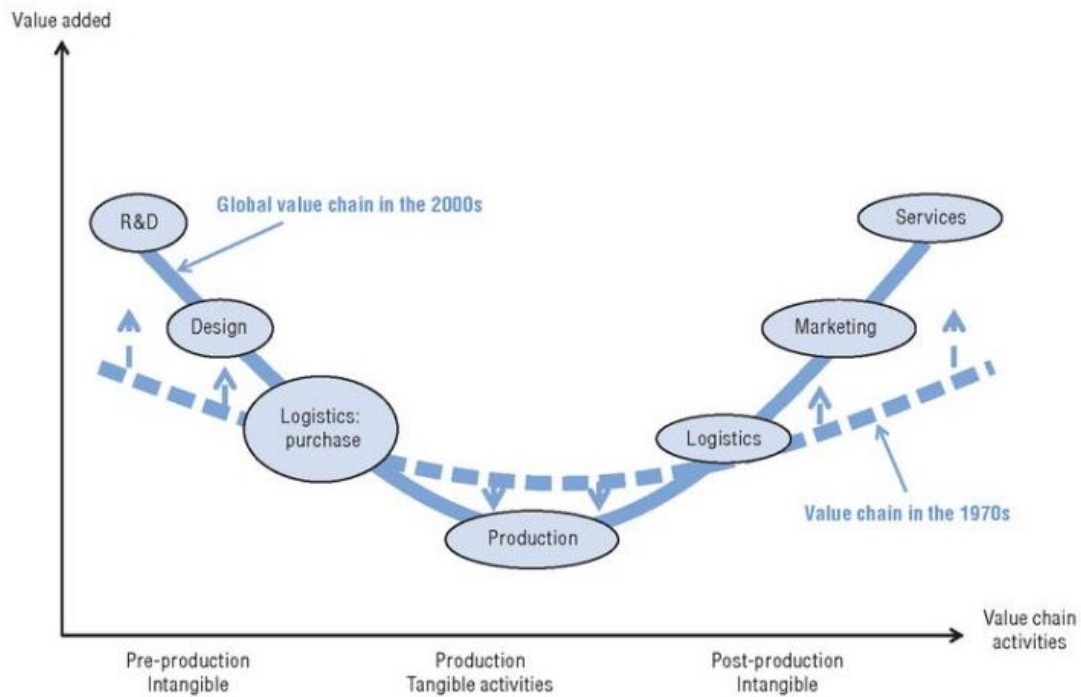 Value added
Global value chain in the 2000s
R&D
Services
Design
Marketing
Logistics:
purchase
Logistics
Value chain in the 1970s
Production
Value chain
activities
Pre-production
Intangible
Production
Tangible activities
Post-production
Intangible